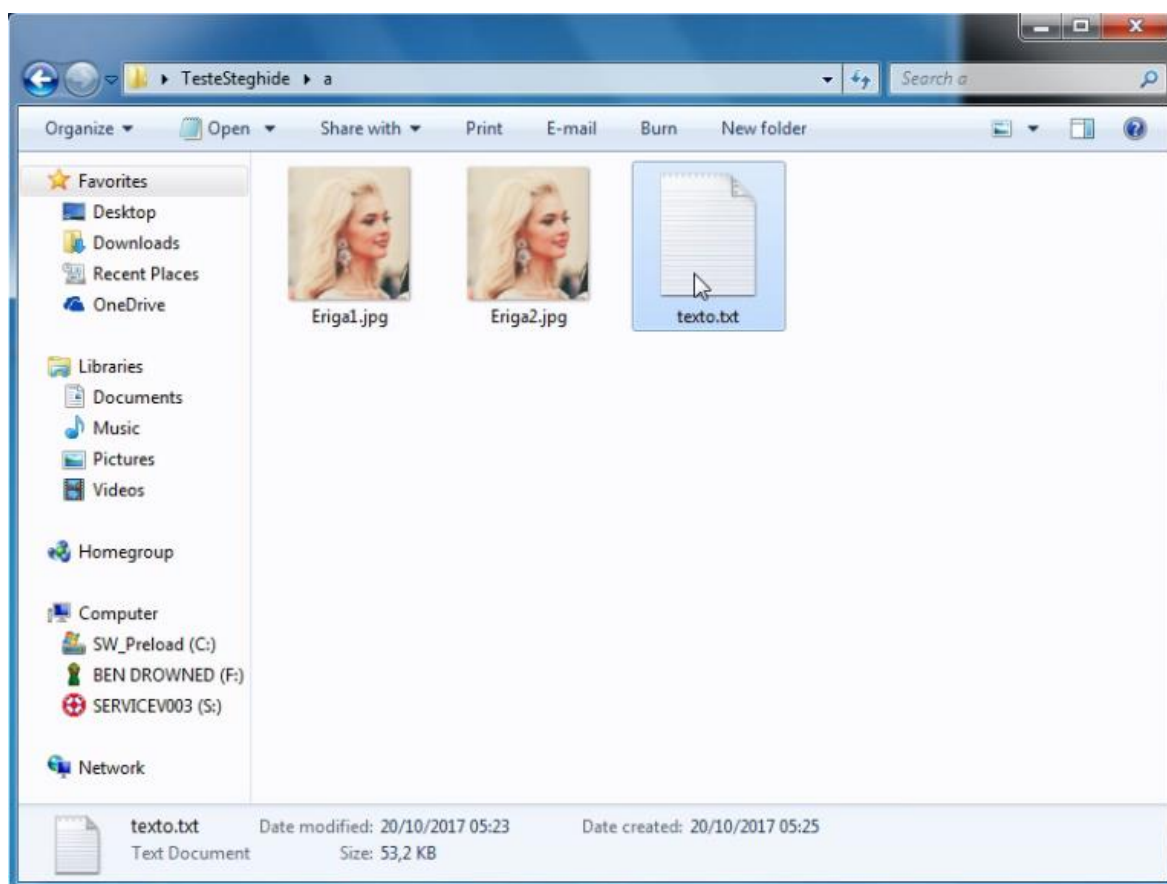 TesteSteghide a
Search a
Organize Open Share with Print E-mail Burn New folder
Favorites
Desktop
Downloads
Recent Places
OneDrive
Libraries
Documents
Music
Pictures
Videos
Homegroup
Computer
SW_Preload (C:)
BEN DROWNED (F:)
SERVICEV003 (S:)
Network
Eriga1.jpg Eriga2.jpg texto.txt
texto.txt Date modified: 20/10/2017 05:23 Date created: 20/10/2017 05:25
Text Document Size: 53,2 KB